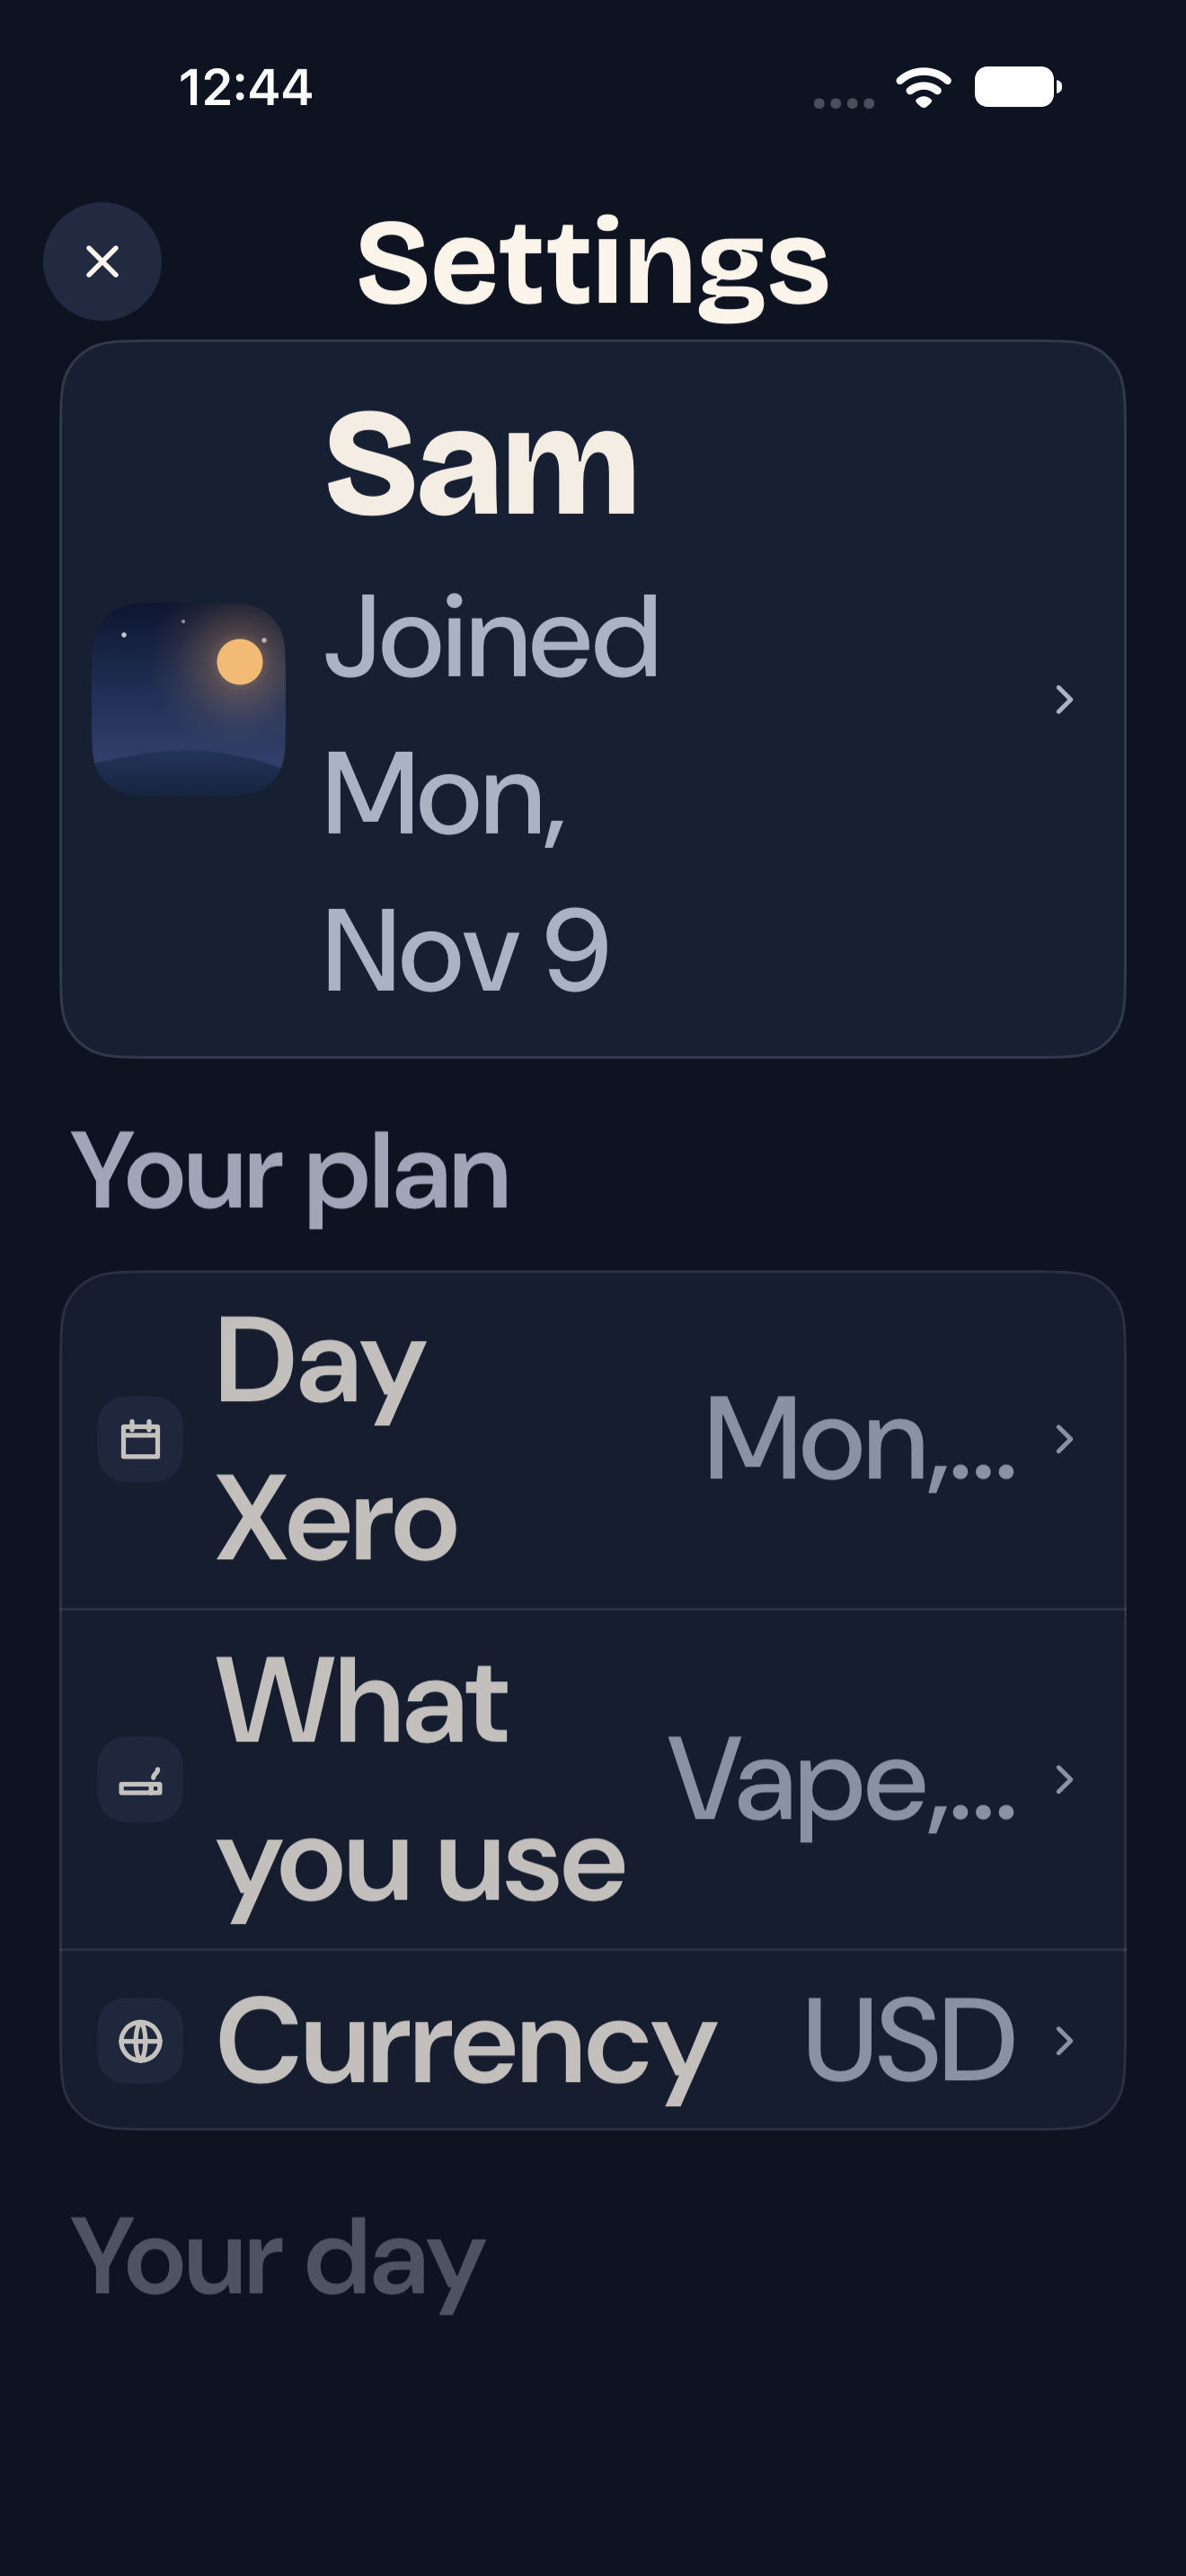 12:44
Settings
Sam
Joined
Mon,
Nov 9
Your plan
Day
Xero
Mon,...
What
you use
Vape,...
Currency
USD
Your day